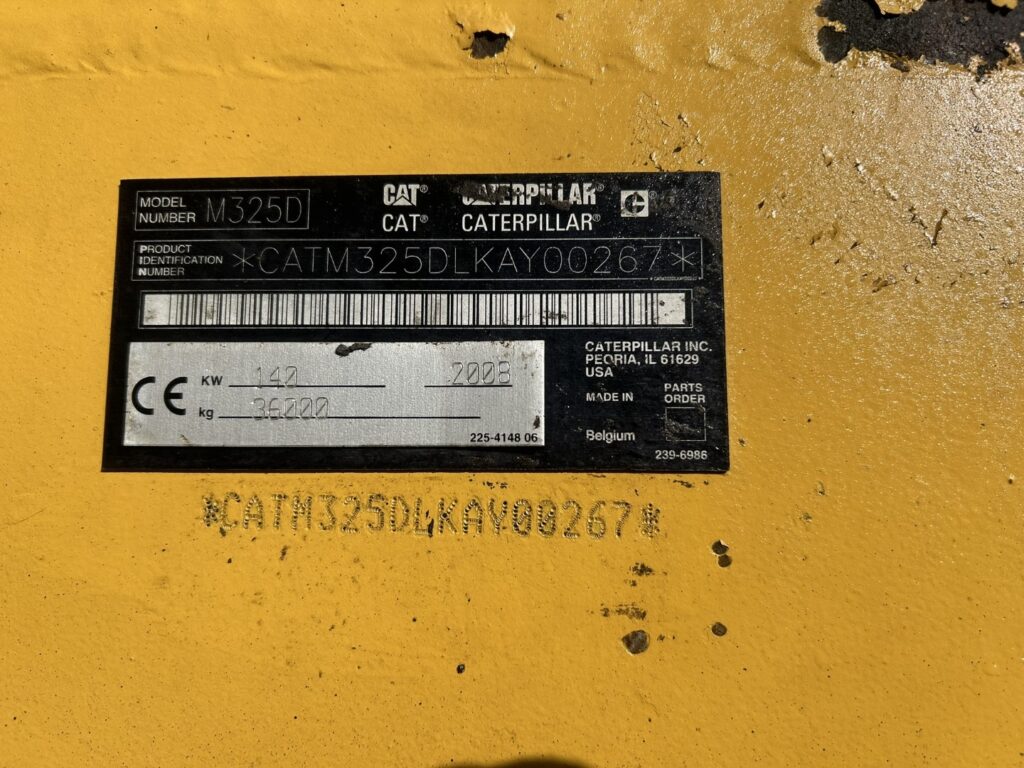 MODEL NUMBER M325D
CAT® CATERPILLAR®
CAT® CATERPILLAR®
PRODUCT IDENTIFICATION NUMBER *CATM325DLKAY00267*
CE
KW 140 2008
kg 36000
225-4148 06
CATERPILLAR INC.
PEORIA, IL 61629
USA
MADE IN
Belgium
PARTS ORDER
239-6986
*CATM325DLKAY00267*